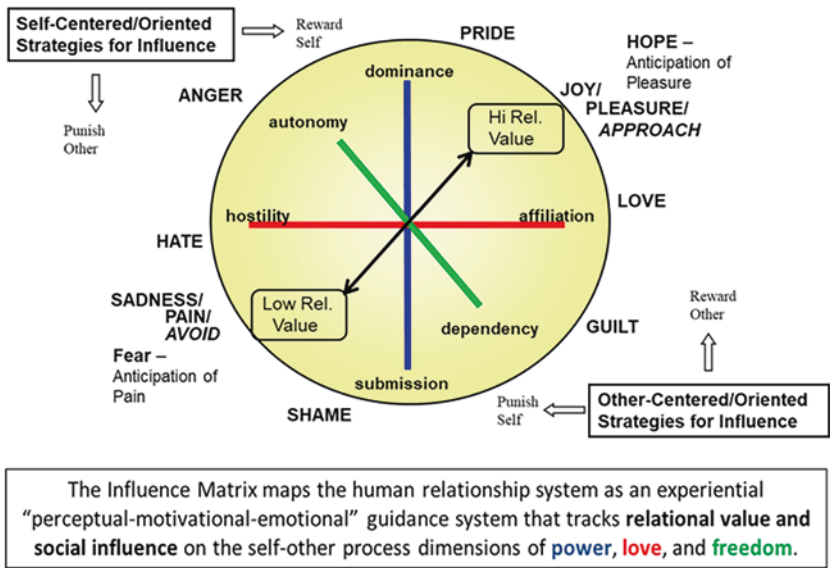 Self-Centered/Oriented
Strategies for Influence
Reward
Self
Punish
Other
PRIDE
HOPE –
Anticipation of
Pleasure
ANGER
dominance
JOY/
PLEASURE/
APPROACH
autonomy
Hi Rel.
Value
hostility
affiliation
LOVE
HATE
SADNESS/
PAIN/
AVOID
Low Rel.
Value
Fear –
Anticipation of
Pain
dependency
GUILT
Reward
Other
submission
SHAME
Punish
Self
Other-Centered/Oriented
Strategies for Influence
The Influence Matrix maps the human relationship system as an experiential
“perceptual-motivational-emotional” guidance system that tracks relational value and
social influence on the self-other process dimensions of power, love, and freedom.